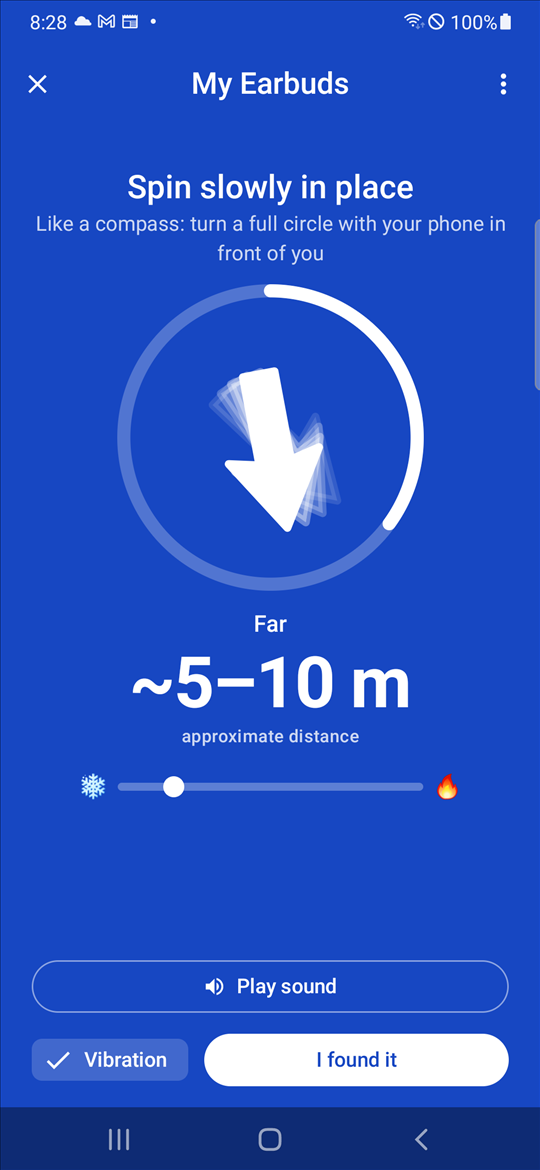 8:28
100%
My Earbuds
Spin slowly in place
Like a compass: turn a full circle with your phone in
front of you
Far
~5–10 m
approximate distance
Play sound
Vibration
I found it